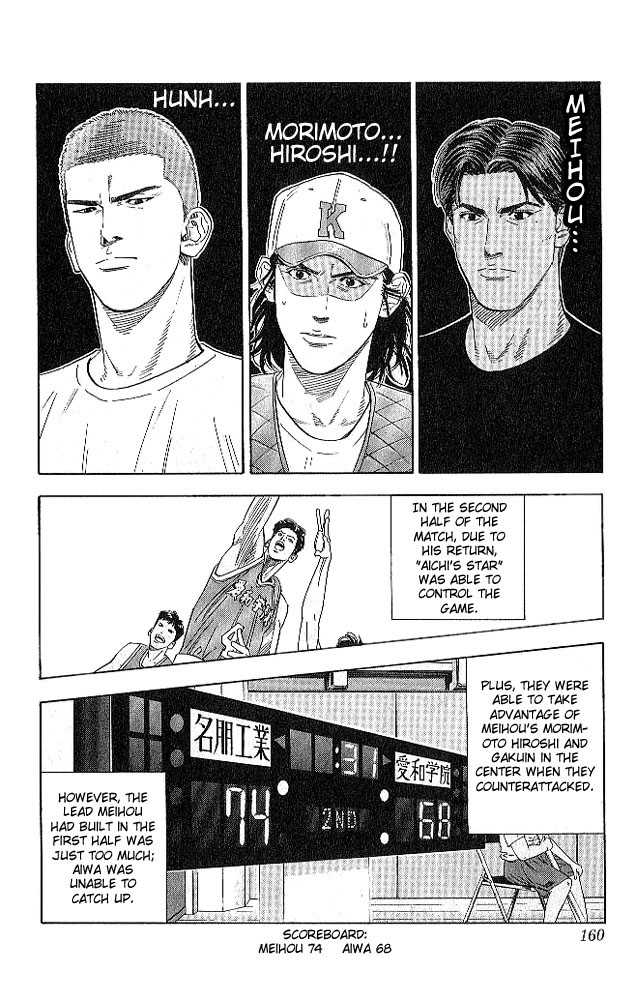 MEIHOU...
MORIMOTO...
HIROSHI...!!
K
HUNH...
IN THE SECOND
HALF OF THE
MATCH, DUE TO
HIS RETURN,
"AICHI'S STAR"
WAS ABLE TO
CONTROL THE
GAME.
愛和学院
PLUS, THEY WERE
ABLE TO TAKE
ADVANTAGE OF
MEIHOU'S MORIM-
OTO HIROSHI AND
GAKUIN IN THE
CENTER WHEN THEY
COUNTERATTACKED.
名朋工業
:31
愛和学院
74
2ND
68
HOWEVER, THE
LEAD MEIHOU
HAD BUILT IN THE
FIRST HALF WAS
JUST TOO MUCH;
AIWA WAS
UNABLE TO
CATCH UP.
SCOREBOARD:
MEIHOU 74 AIWA 68
160